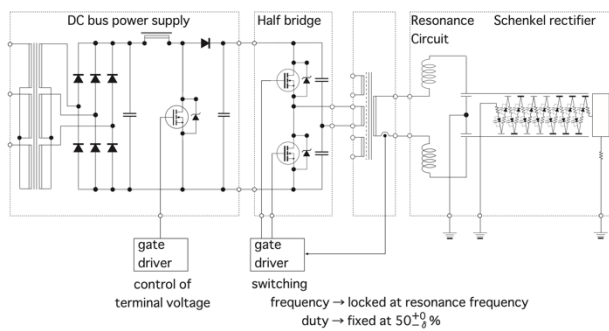 DC bus power supply
Half bridge
Resonance
Circuit
Schenkel rectifier
gate
driver
control of
terminal voltage
gate
driver
switching
frequency → locked at resonance frequency
duty → fixed at 50 +0 −δ %